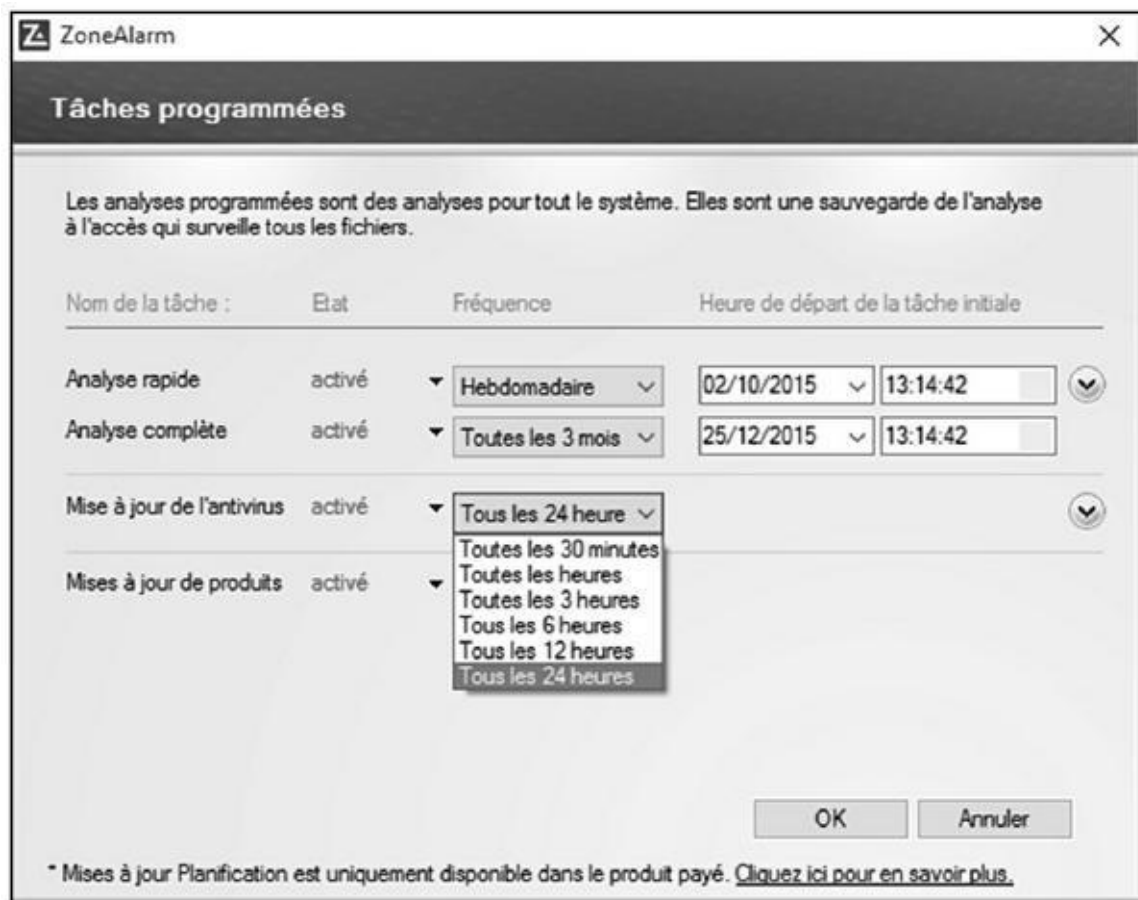 ZoneAlarm
Tâches programmées
Les analyses programmées sont des analyses pour tout le système. Elles sont une sauvegarde de l'analyse
à l'accès qui surveille tous les fichiers.
Nom de la tâche : Etat Fréquence Heure de départ de la tâche initiale
Analyse rapide activé Hebdomadaire 02/10/2015 13:14:42
Analyse complète activé Toutes les 3 mois 25/12/2015 13:14:42
Mise à jour de l'antivirus activé Tous les 24 heure
Toutes les 30 minutes
Toutes les heures
Mises à jour de produits activé
Toutes les 3 heures
Tous les 6 heures
Tous les 12 heures
Tous les 24 heures
OK Annuler
* Mises à jour Planification est uniquement disponible dans le produit payé. Cliquez ici pour en savoir plus.